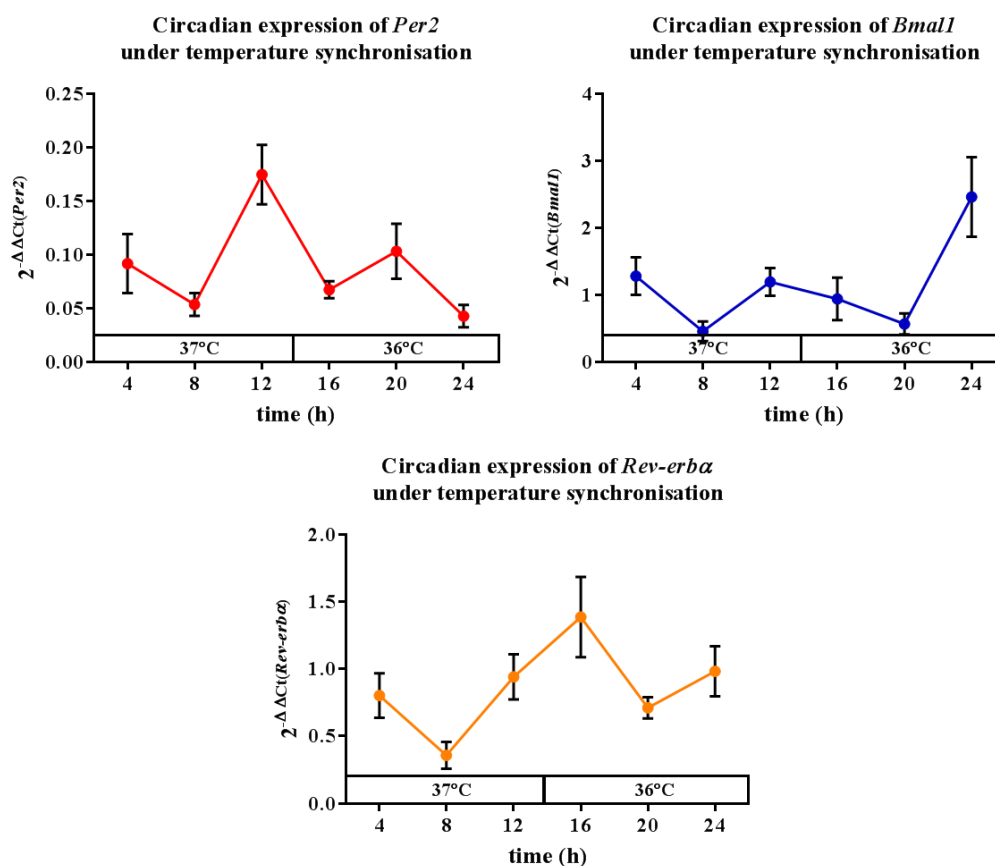 Circadian expression of Per2
under temperature synchronisation
2^-Δ ΔCt(Per2)
0.25
0.20
0.15
0.10
0.05
0.00
37°C 36°C
4 8 12 16 20 24
time (h)
Circadian expression of Bmal1
under temperature synchronisation
2^-Δ ΔCt(Bmal1)
4
3
2
1
0
37°C 36°C
4 8 12 16 20 24
time (h)
Circadian expression of Rev-erbα
under temperature synchronisation
2^-Δ ΔCt(Rev-erbα)
2.0
1.5
1.0
0.5
0.0
37°C 36°C
4 8 12 16 20 24
time (h)